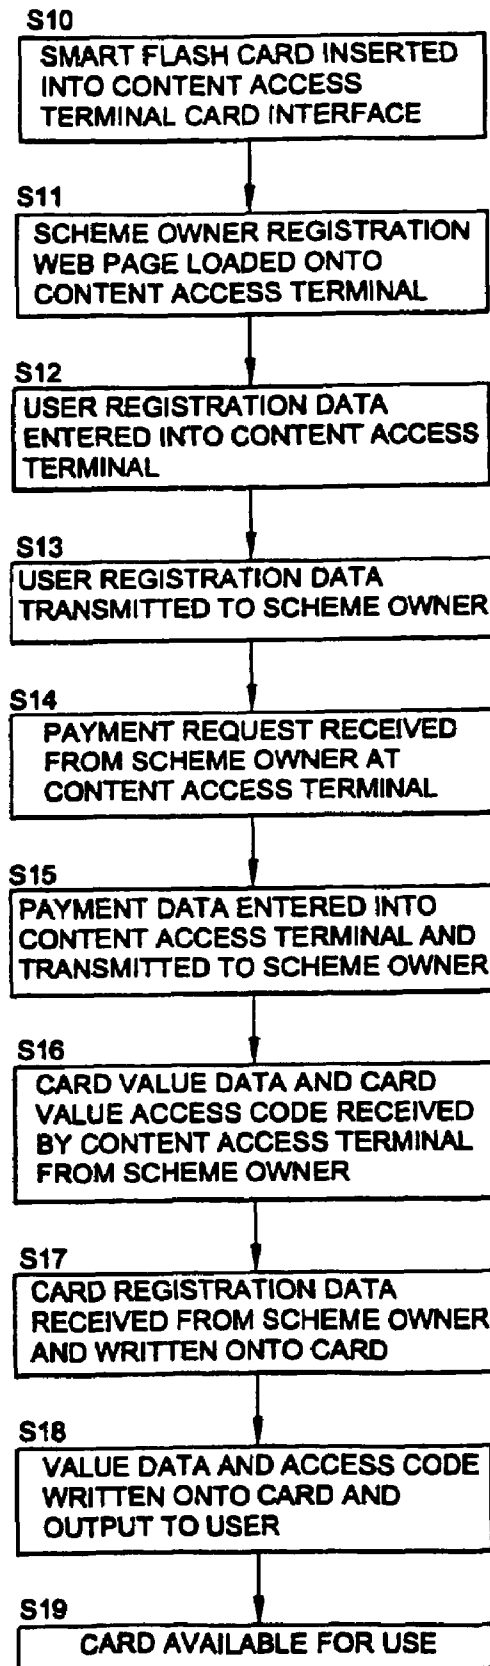 S10
SMART FLASH CARD INSERTED
INTO CONTENT ACCESS
TERMINAL CARD INTERFACE
S11
SCHEME OWNER REGISTRATION
WEB PAGE LOADED ONTO
CONTENT ACCESS TERMINAL
S12
USER REGISTRATION DATA
ENTERED INTO CONTENT ACCESS
TERMINAL
S13
USER REGISTRATION DATA
TRANSMITTED TO SCHEME OWNER
S14
PAYMENT REQUEST RECEIVED
FROM SCHEME OWNER AT
CONTENT ACCESS TERMINAL
S15
PAYMENT DATA ENTERED INTO
CONTENT ACCESS TERMINAL AND
TRANSMITTED TO SCHEME OWNER
S16
CARD VALUE DATA AND CARD
VALUE ACCESS CODE RECEIVED
BY CONTENT ACCESS TERMINAL
FROM SCHEME OWNER
S17
CARD REGISTRATION DATA
RECEIVED FROM SCHEME OWNER
AND WRITTEN ONTO CARD
S18
VALUE DATA AND ACCESS CODE
WRITTEN ONTO CARD AND
OUTPUT TO USER
S19
CARD AVAILABLE FOR USE